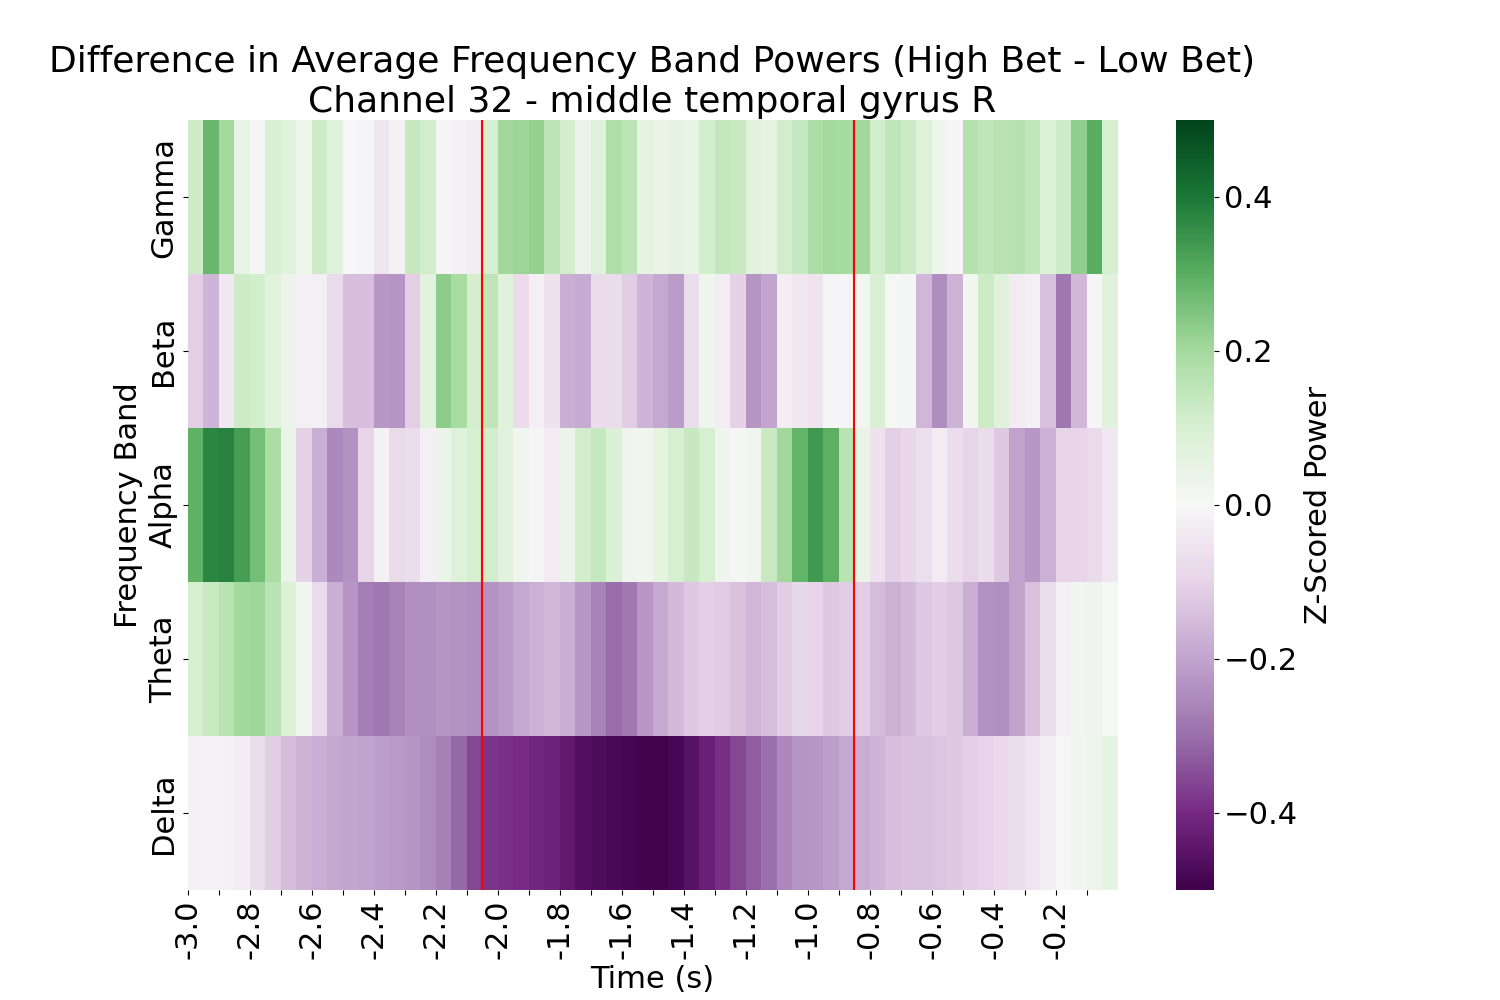 Difference in Average Frequency Band Powers (High Bet - Low Bet)
Channel 32 - middle temporal gyrus R
Frequency Band
Gamma
Beta
Alpha
Theta
Delta
-3.0
-2.8
-2.6
-2.4
-2.2
-2.0
-1.8
-1.6
-1.4
-1.2
-1.0
-0.8
-0.6
-0.4
-0.2
Time (s)
0.4
0.2
0.0
−0.2
−0.4
Z-Scored Power